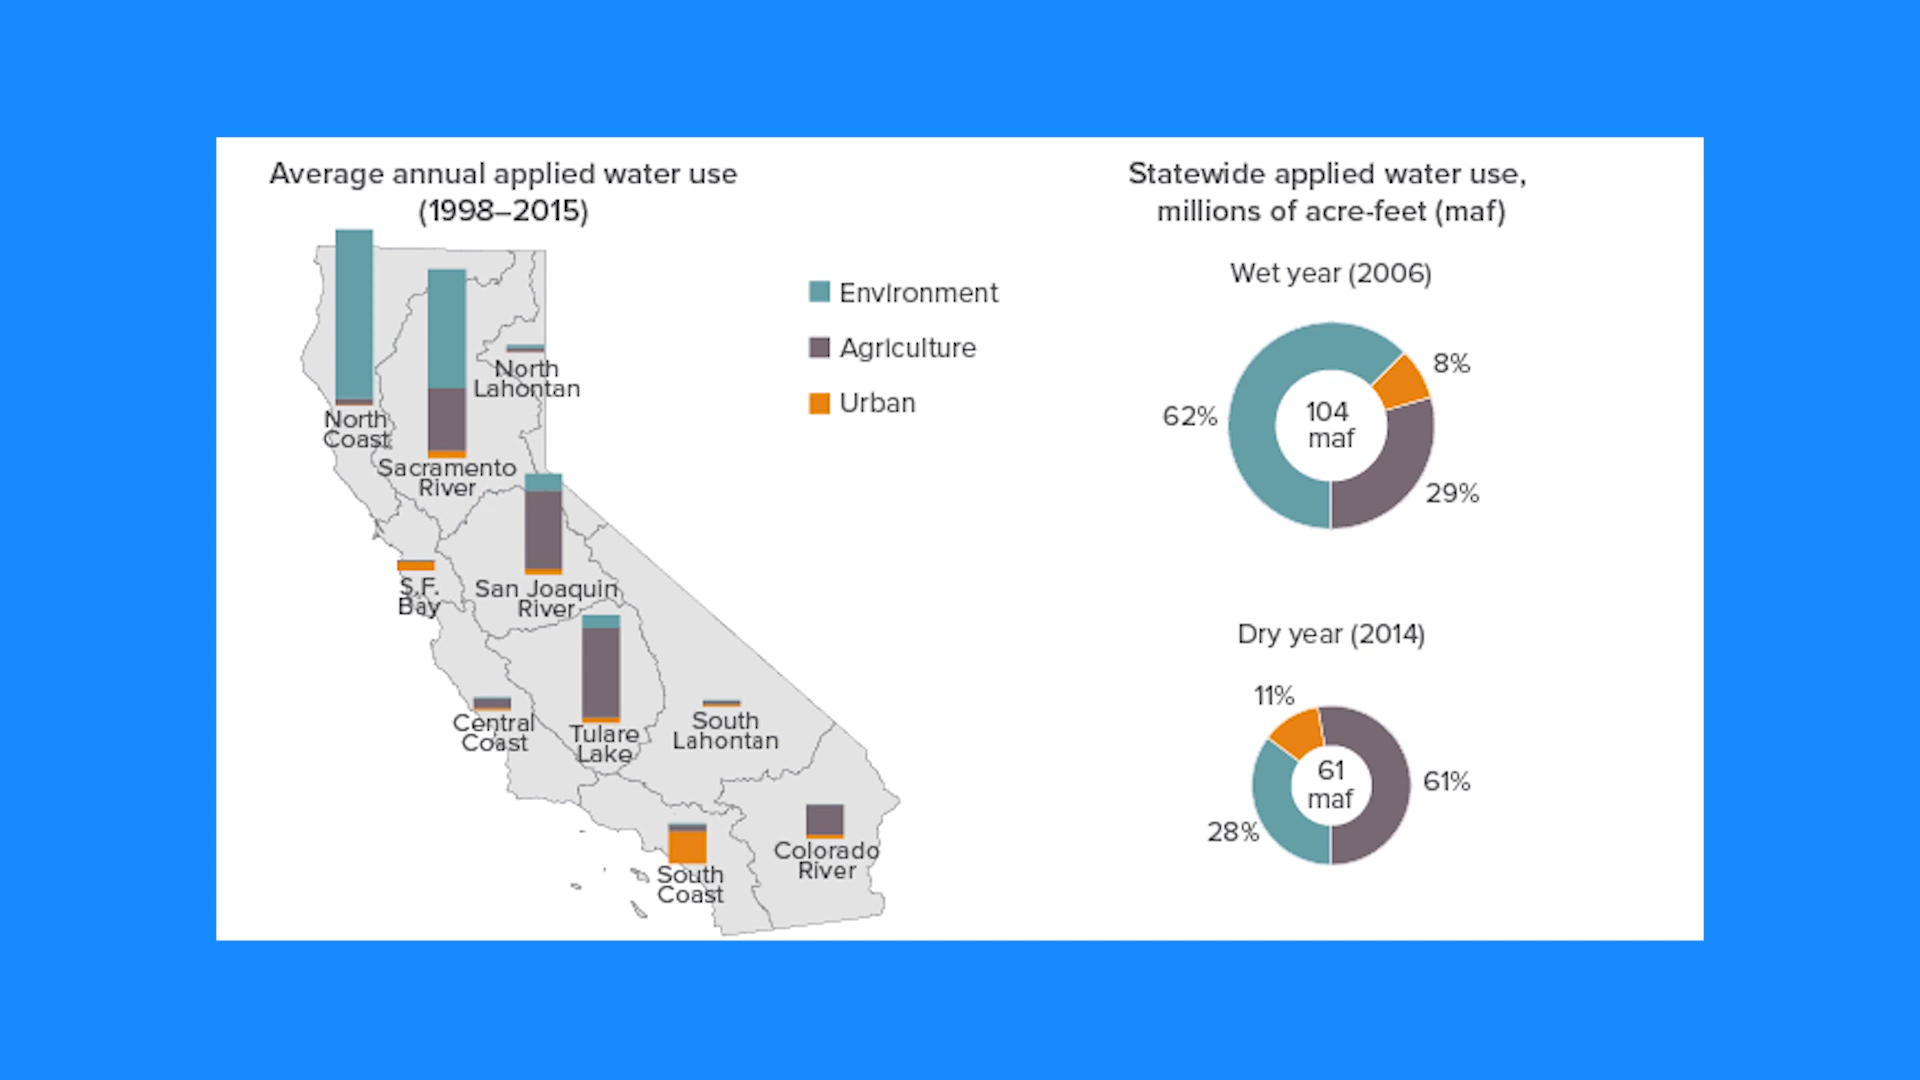 Average annual applied water use
(1998–2015)
North
Coast
Sacramento
River
North
Lahontan
S.F.
Bay
San Joaquin
River
Central
Coast
Tulare
Lake
South
Lahontan
South
Coast
Colorado
River
Environment
Agriculture
Urban
Statewide applied water use,
millions of acre-feet (maf)
Wet year (2006)
8%
62%
104
maf
29%
Dry year (2014)
11%
61
maf
61%
28%